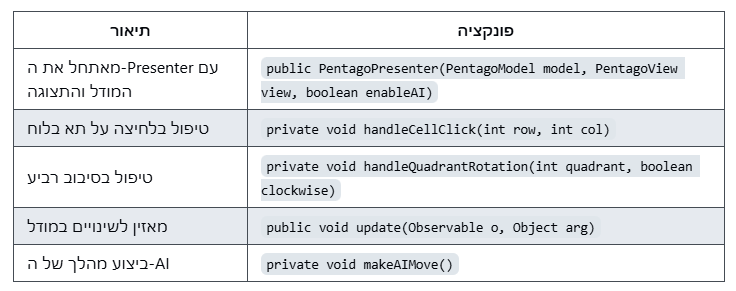 פונקציה תיאור
public PentagoPresenter(PentagoModel model, PentagoView
view, boolean enableAI)
מאתחל את ה-Presenter עם
המודל והתצוגה
private void handleCellClick(int row, int col)
טיפול בלחיצה על תא בלוח
private void handleQuadrantRotation(int quadrant, boolean
clockwise)
טיפול בסיבוב רביע
public void update(Observable o, Object arg)
מאזין לשינויים במודל
private void makeAIMove()
ביצוע מהלך של ה-AI